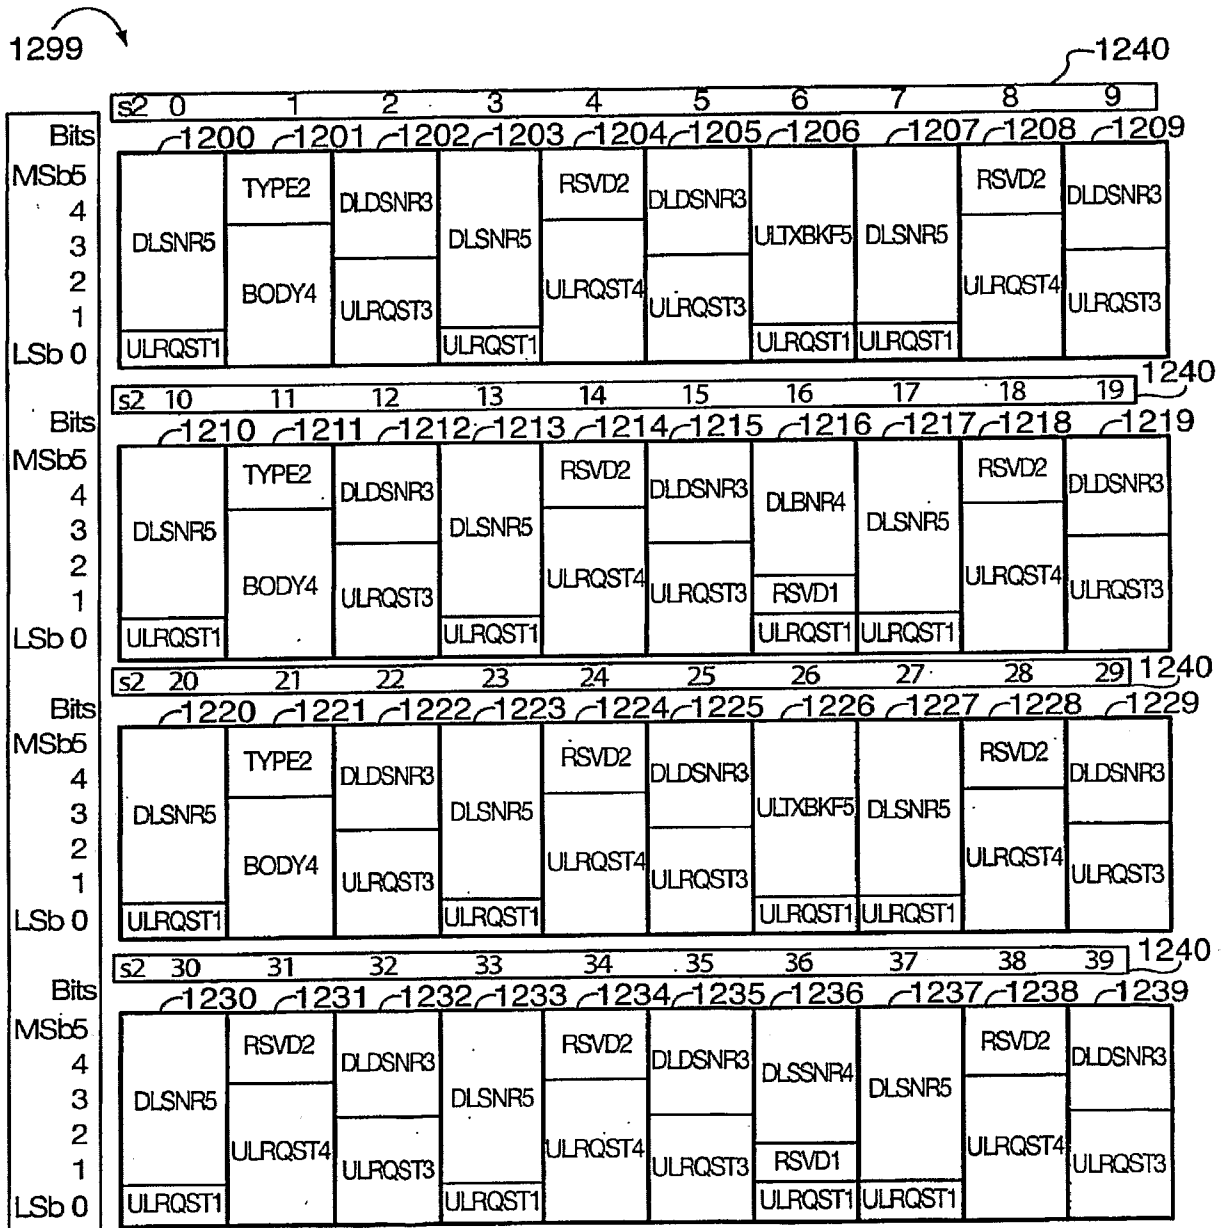 1299
1240
s2 0 1 2 3 4 5 6 7 8 9
Bits 1200 1201 1202 1203 1204 1205 1206 1207 1208 1209
MSb5 TYPE2 RSVD2 RSVD2
4 DLDSNR3 DLDSNR3 DLDSNR3
3 DLSNR5 DLSNR5 ULTXBKF5 DLSNR5
2 BODY4 ULRQST4 ULRQST4
1 ULRQST3 ULRQST3 ULRQST3
LSb 0 ULRQST1 ULRQST1 ULRQST1 ULRQST1
1240
s2 10 11 12 13 14 15 16 17 18 19
Bits 1210 1211 1212 1213 1214 1215 1216 1217 1218 1219
MSb5 TYPE2 RSVD2 RSVD2
4 DLDSNR3 DLDSNR3 DLBNR4 DLDSNR3
3 DLSNR5 DLSNR5 DLSNR5
2 BODY4 ULRQST4 ULRQST4
1 ULRQST3 ULRQST3 RSVD1 ULRQST3
LSb 0 ULRQST1 ULRQST1 ULRQST1 ULRQST1
1240
s2 20 21 22 23 24 25 26 27 28 29
Bits 1220 1221 1222 1223 1224 1225 1226 1227 1228 1229
MSb5 TYPE2 RSVD2 RSVD2
4 DLDSNR3 DLDSNR3 DLDSNR3
3 DLSNR5 DLSNR5 ULTXBKF5 DLSNR5
2 BODY4 ULRQST4 ULRQST4
1 ULRQST3 ULRQST3 ULRQST3
LSb 0 ULRQST1 ULRQST1 ULRQST1 ULRQST1
1240
s2 30 31 32 33 34 35 36 37 38 39
Bits 1230 1231 1232 1233 1234 1235 1236 1237 1238 1239
MSb5 RSVD2 RSVD2 RSVD2
4 DLDSNR3 DLDSNR3 DLSSNR4 DLDSNR3
3 DLSNR5 DLSNR5 DLSNR5
2 ULRQST4 ULRQST4 ULRQST4
1 ULRQST3 ULRQST3 RSVD1 ULRQST3
LSb 0 ULRQST1 ULRQST1 ULRQST1 ULRQST1